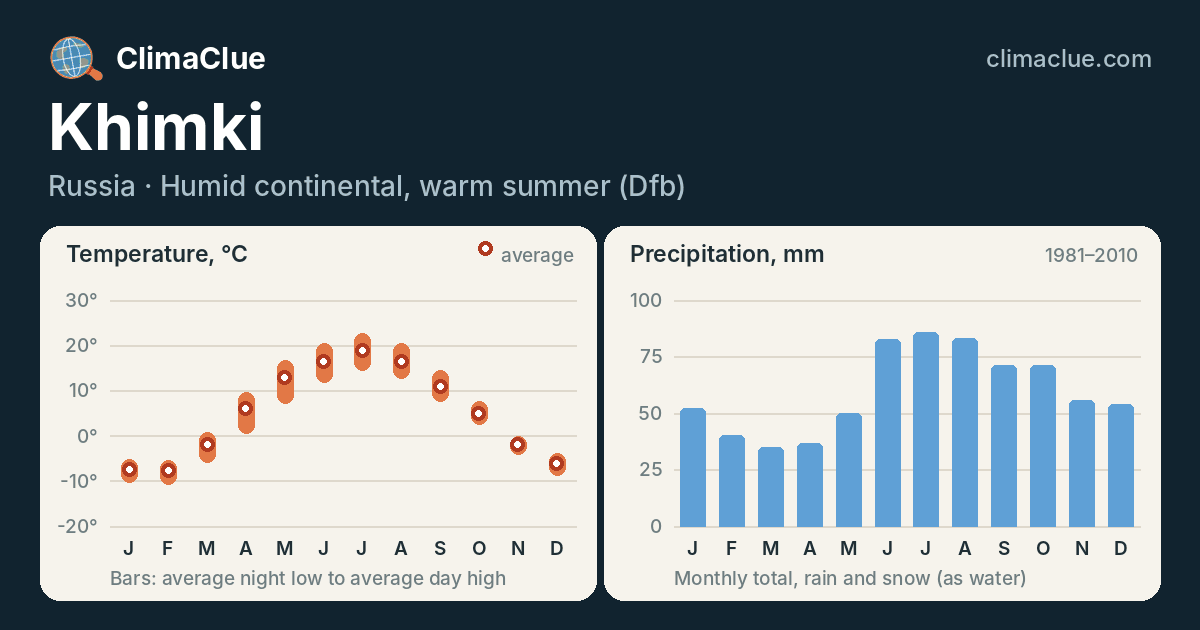 ClimaClue
climaclue.com
Khimki
Russia · Humid continental, warm summer (Dfb)
Temperature, °C
average
30°
20°
10°
0°
-10°
-20°
J F M A M J J A S O N D
Bars: average night low to average day high
Precipitation, mm
1981–2010
100
75
50
25
0
J F M A M J J A S O N D
Monthly total, rain and snow (as water)